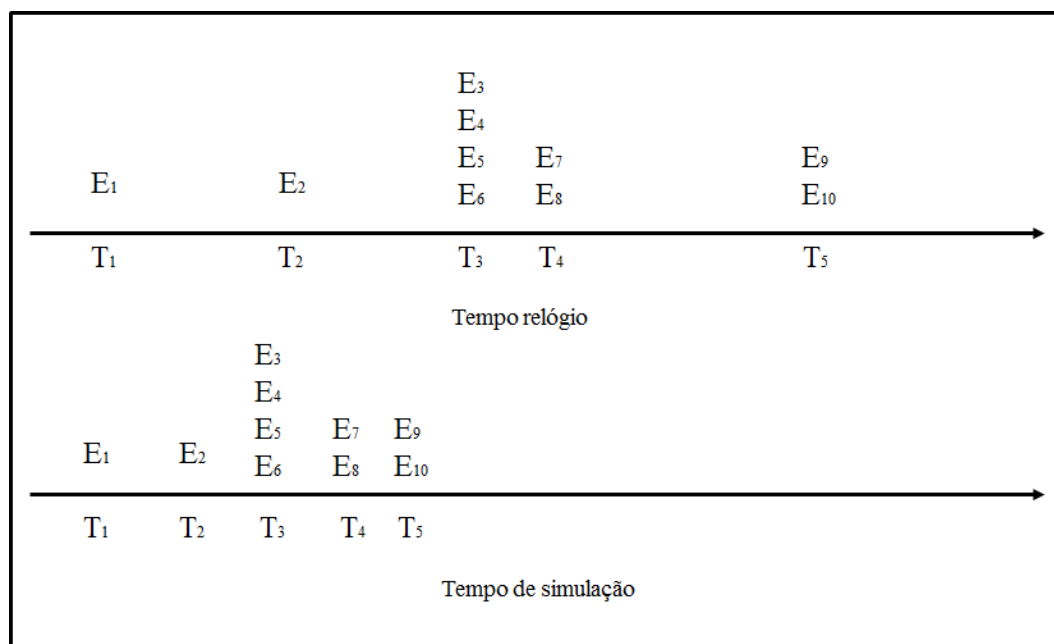 E3
E4
E5 E7 E9
E1 E2 E6 E8 E10
T1 T2 T3 T4 T5
Tempo relógio
E3
E4
E5 E7 E9
E1 E2 E6 E8 E10
T1 T2 T3 T4 T5
Tempo de simulação